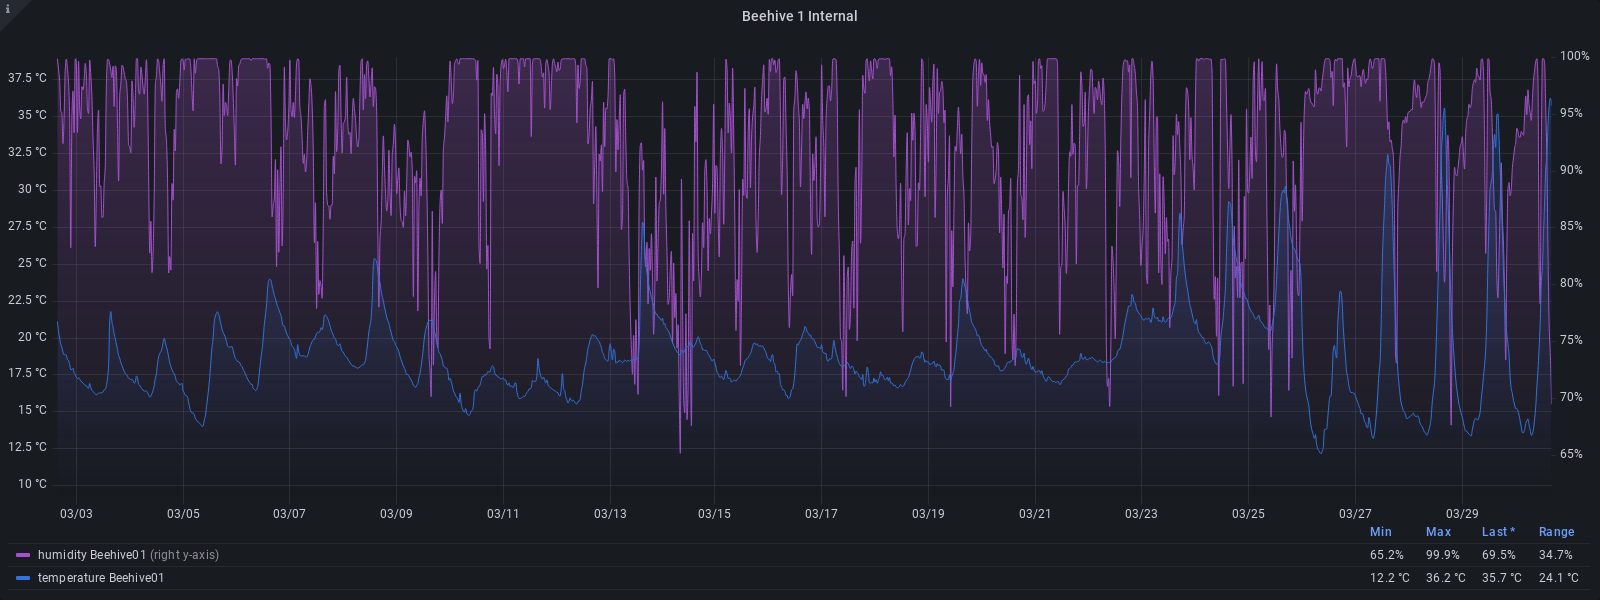 i
Beehive 1 Internal
100%
37.5 °C
35 °C
95%
32.5 °C
90%
30 °C
27.5 °C
85%
25 °C
80%
22.5 °C
20 °C
75%
17.5 °C
70%
15 °C
12.5 °C
65%
10 °C
03/03 03/05 03/07 03/09 03/11 03/13 03/15 03/17 03/19 03/21 03/23 03/25 03/27 03/29
Min Max Last * Range
humidity Beehive01 (right y-axis) 65.2% 99.9% 69.5% 34.7%
temperature Beehive01 12.2 °C 36.2 °C 35.7 °C 24.1 °C